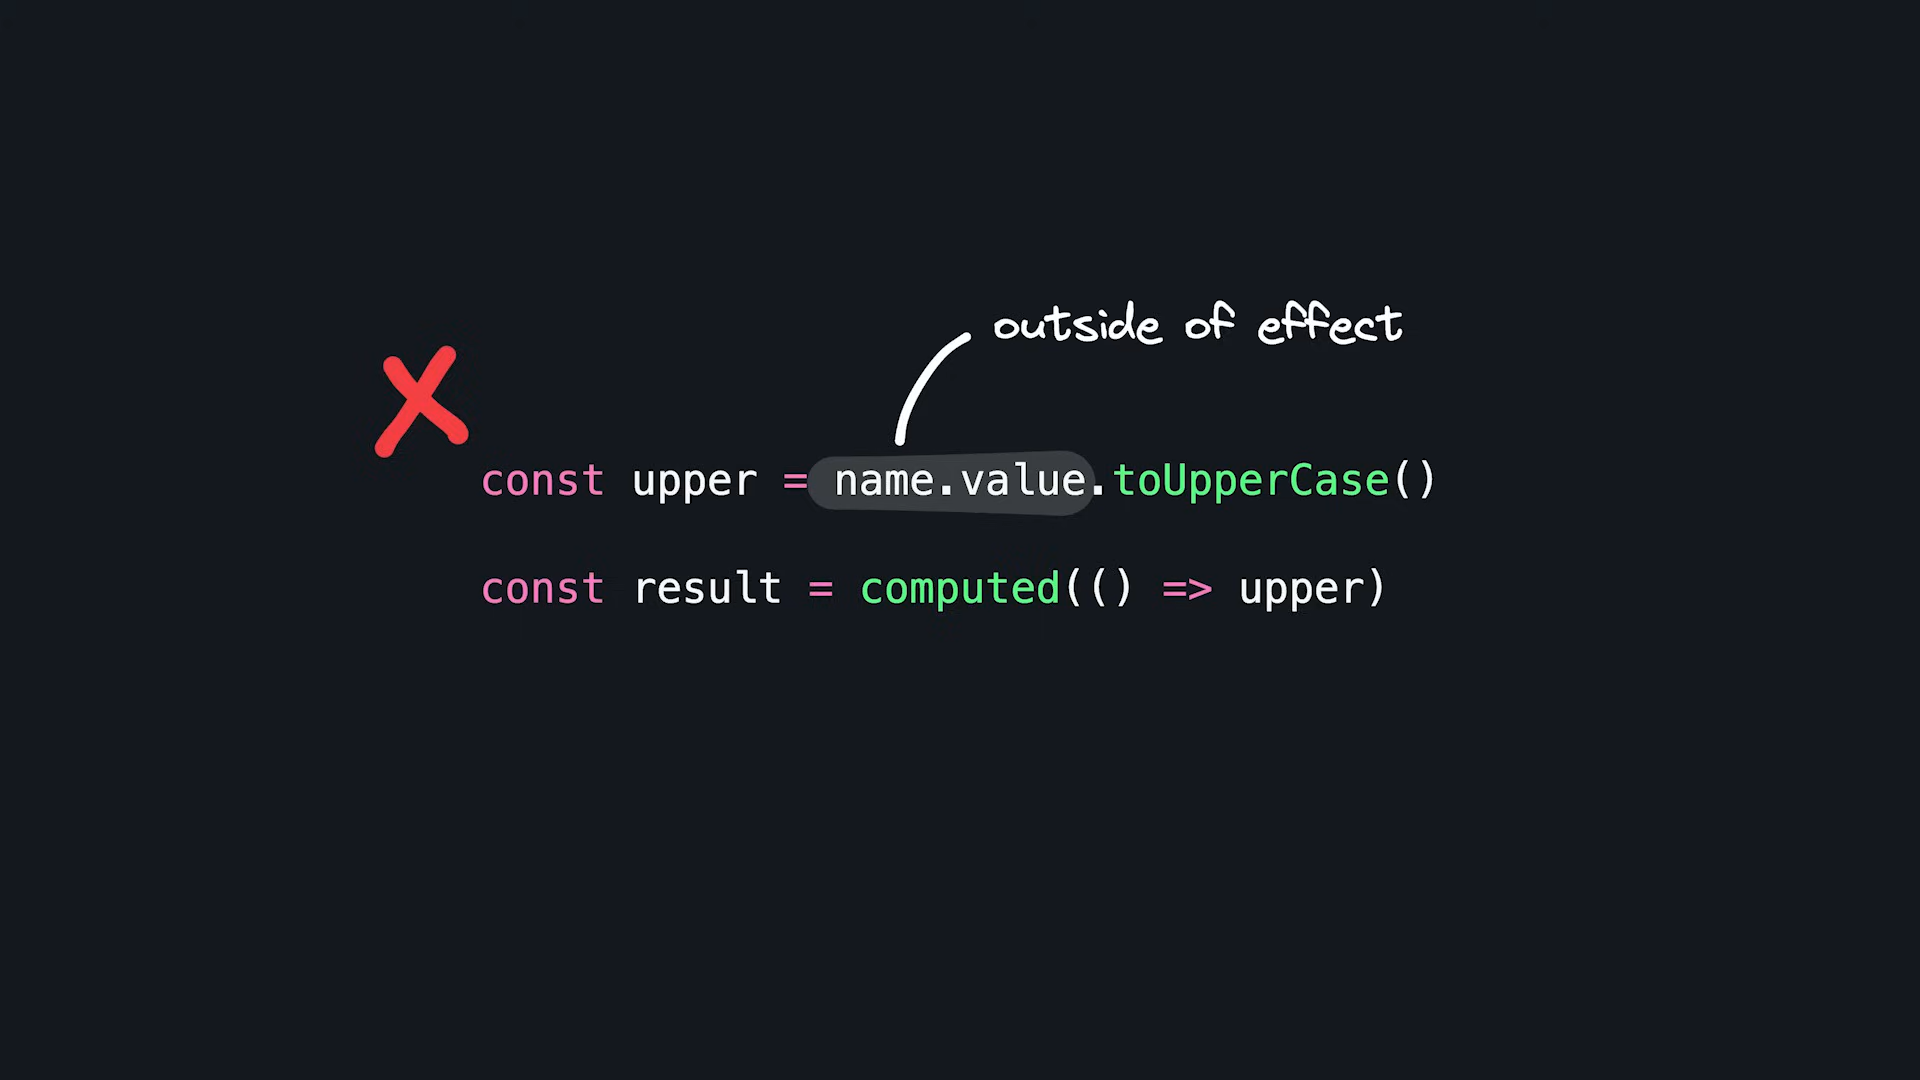 outside of effect
const upper = name.value.toUpperCase()
const result = computed(() => upper)